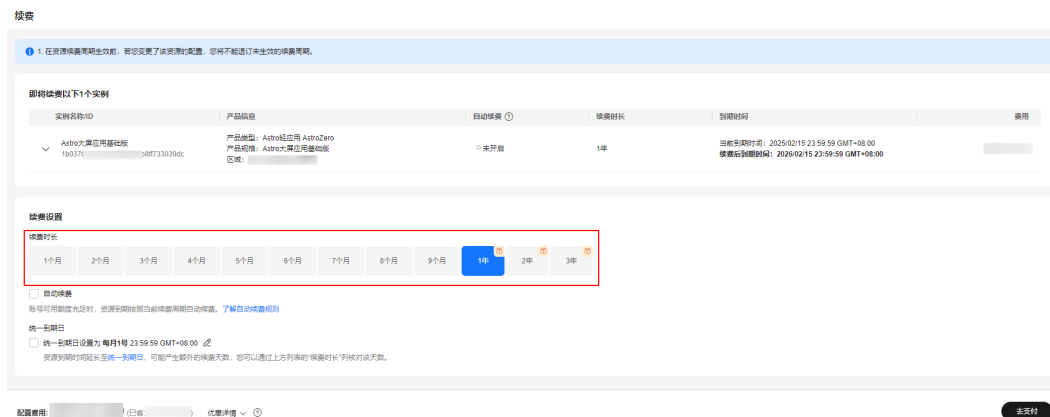 续费
1. 在资源续费周期生效前，若您变更了该资源的配置，您将不能退订未生效的续费周期。
即将续费以下1个实例
实例名称/ID 产品信息 自动续费 续费时长 到期时间 费用
Astro大屏应用基础版
1b037 8ff733039dc
产品类型：Astro轻应用 AstroZero
产品规格：Astro大屏应用基础版
区域：
未开启
1年
当前到期时间：2025/02/15 23:59:59 GMT+08:00
续费后到期时间：2026/02/15 23:59:59 GMT+08:00
续费设置
续费时长
1个月 2个月 3个月 4个月 5个月 6个月 7个月 8个月 9个月 1年 2年 3年
自动续费
账号可用额度充足时，资源到期按照当前续费周期自动续费。了解自动续费规则
统一到期日
统一到期日设置为 每月1号 23:59:59 GMT+08:00
资源到期时间延长至统一到期日，可能产生额外的续费天数，您可以通过上方列表的“续费时长”列核对该天数。
配置费用: (已省: ) 优惠详情 去支付